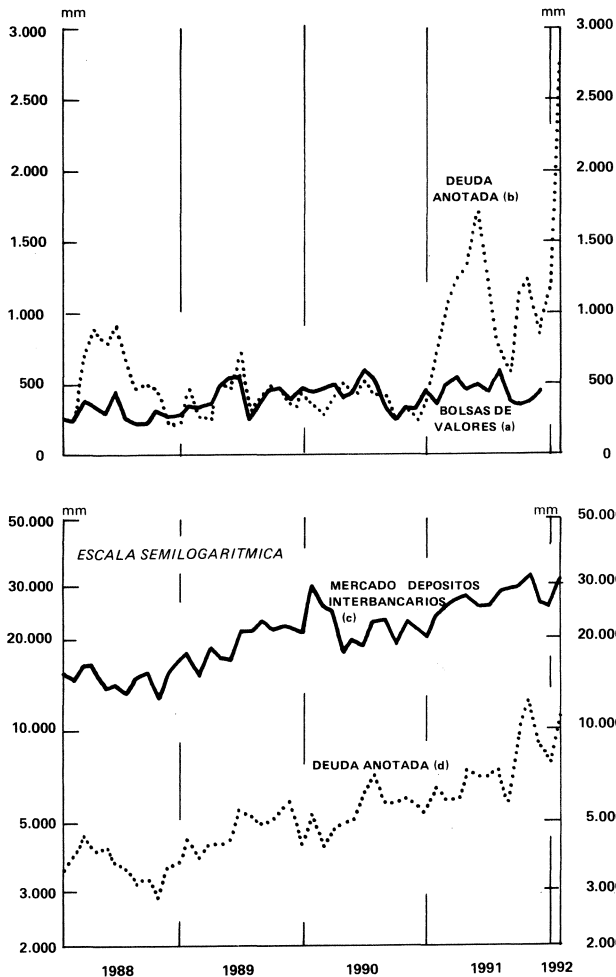 mm
mm
3.000
3.000
2.500
2.500
2.000
2.000
DEUDA
ANOTADA (b)
1.500
1.500
1.000
1.000
500
500
BOLSAS DE
VALORES (a)
0
0
mm
mm
50.000
50.000
ESCALA SEMILOGARITMICA
30.000
30.000
MERCADO DEPOSITOS
INTERBANCARIOS
(c)
20.000
20.000
10.000
10.000
DEUDA ANOTADA (d)
5.000
5.000
3.000
3.000
2.000
2.000
1988 1989 1990 1991 1992